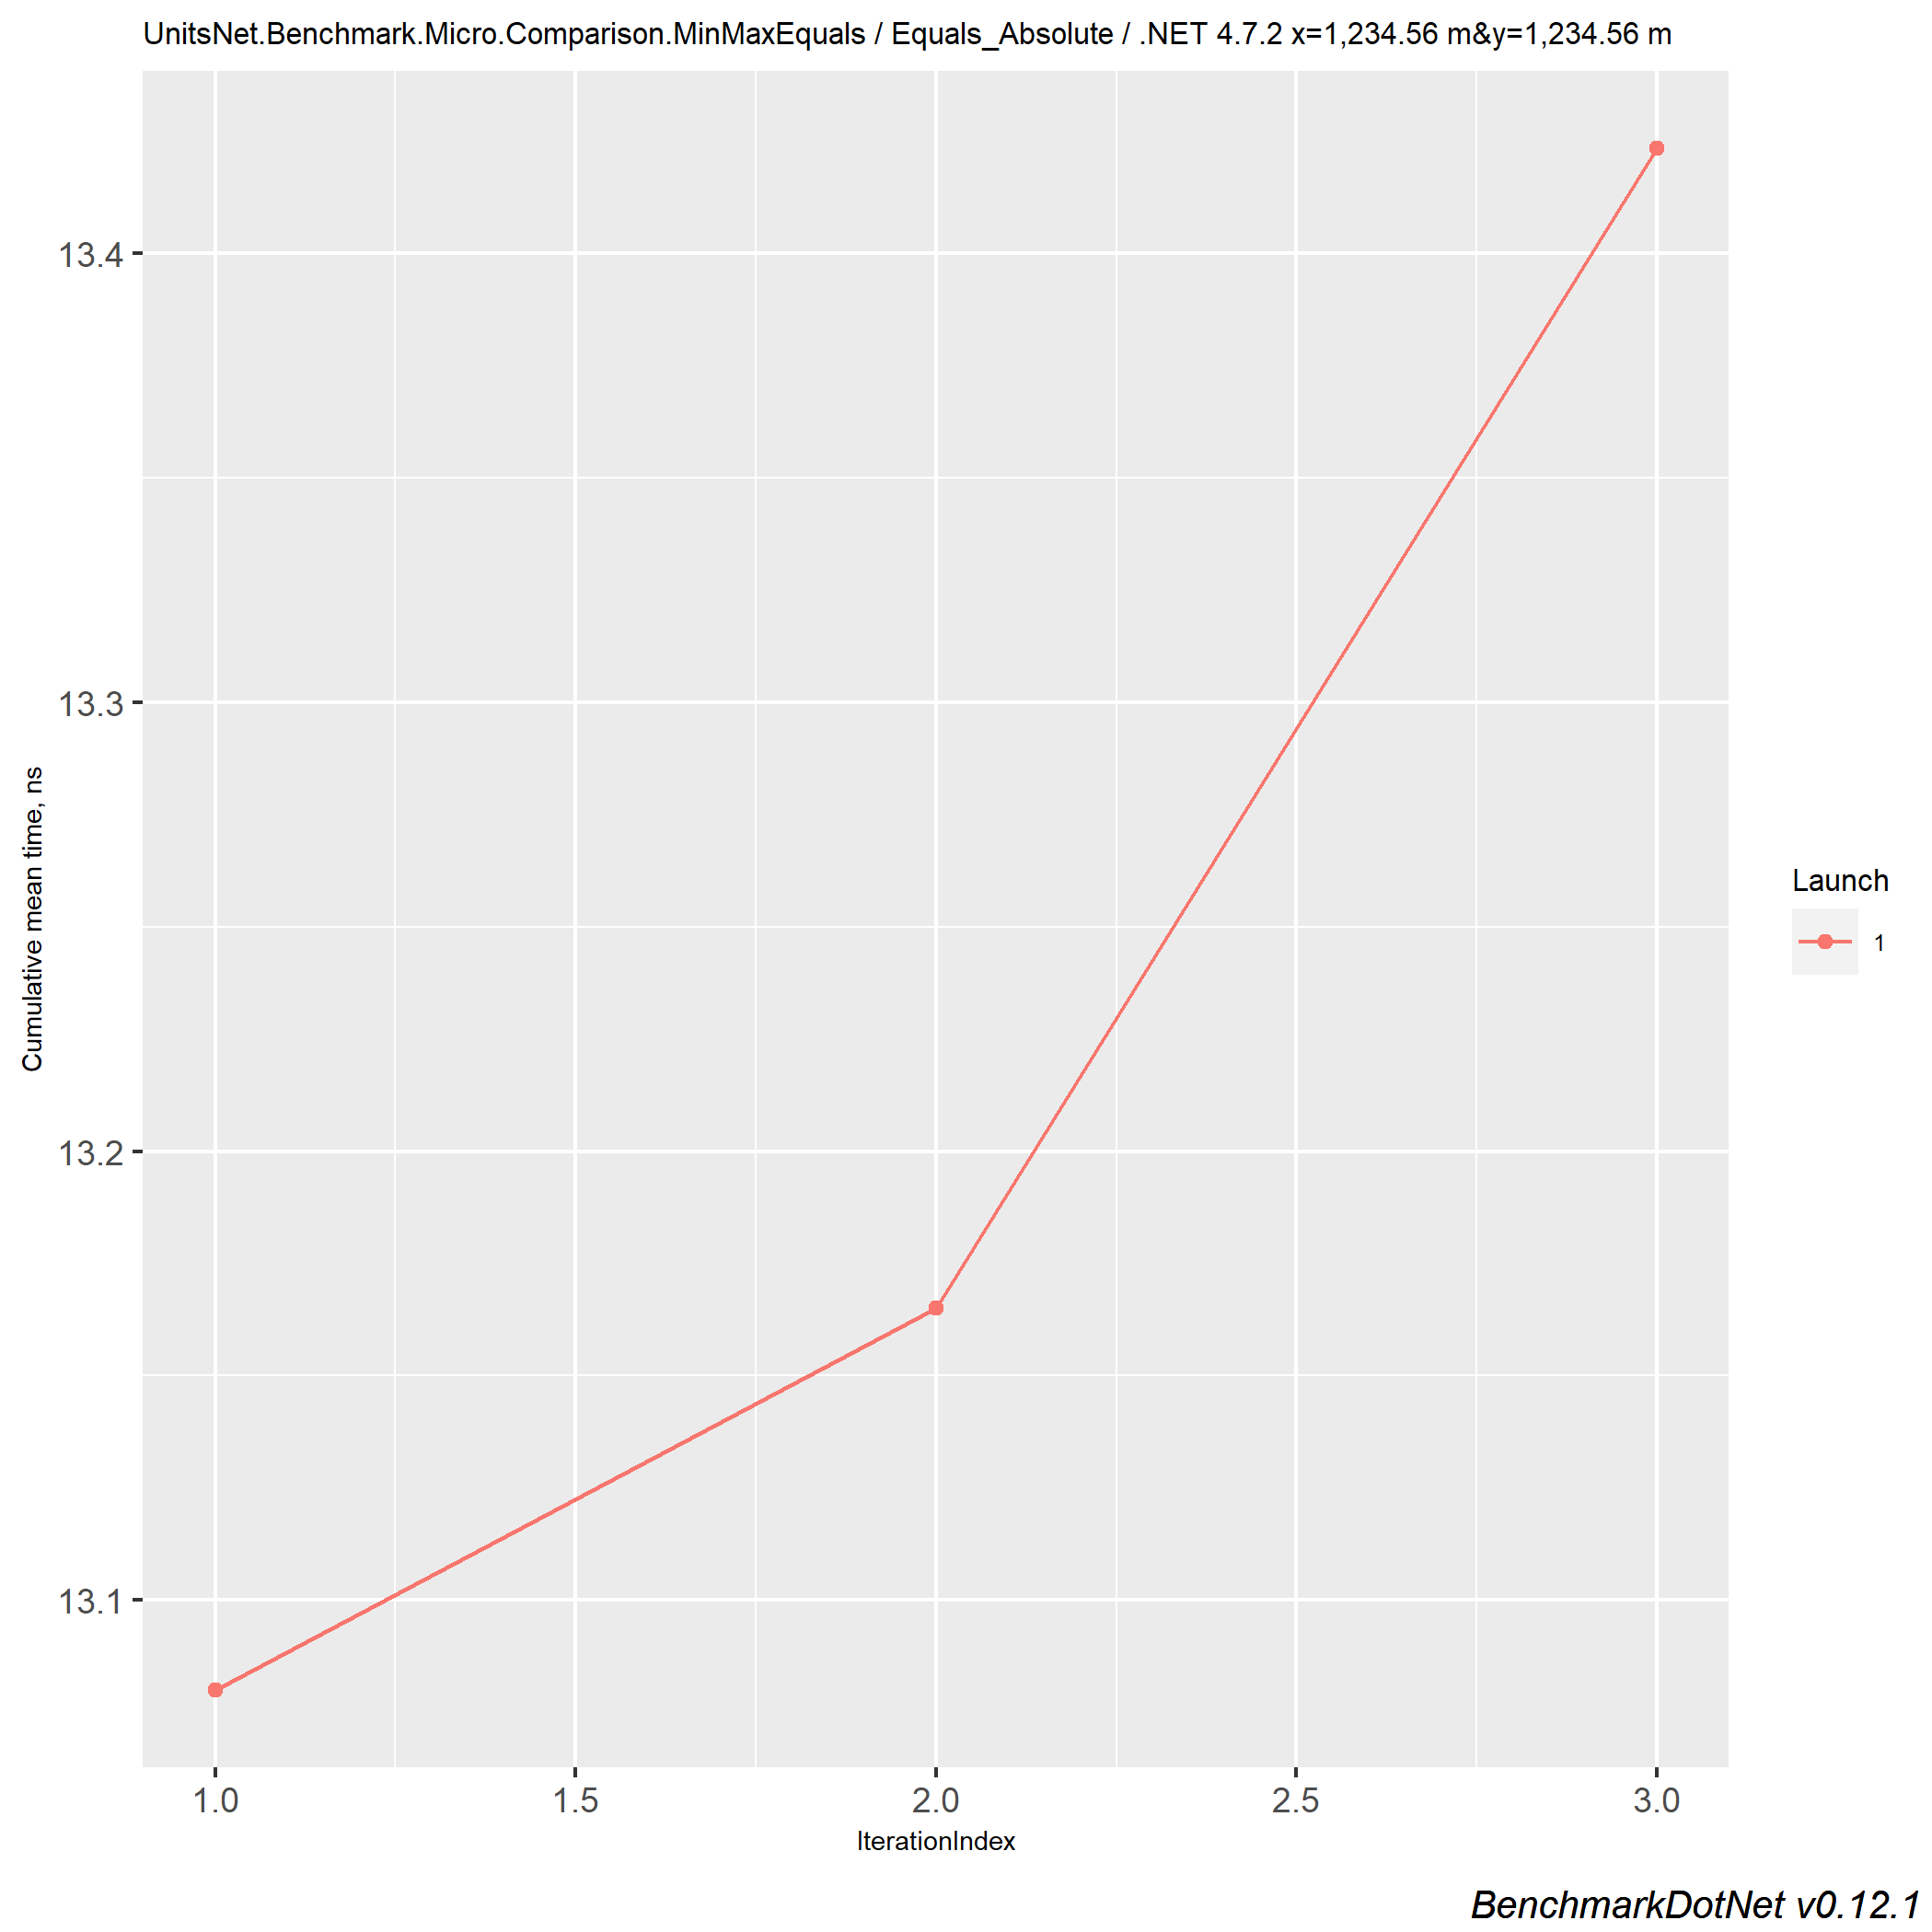 UnitsNet.Benchmark.Micro.Comparison.MinMaxEquals / Equals_Absolute / .NET 4.7.2 x=1,234.56 m&y=1,234.56 m
13.4
13.3
13.2
13.1
Cumulative mean time, ns
1.0 1.5 2.0 2.5 3.0
IterationIndex
Launch
1
BenchmarkDotNet v0.12.1